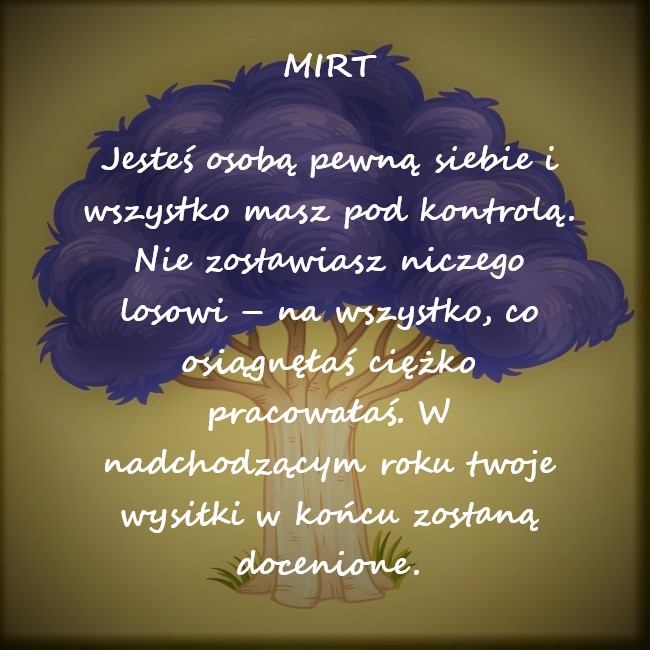 MIRT
Jesteś osobą pewną siebie i
wszystko masz pod kontrolą.
Nie zostawiasz niczego
losowi – na wszystko, co
osiągnęłaś ciężko
pracowałaś. W
nadchodzącym roku twoje
wysiłki w końcu zostaną
docenione.